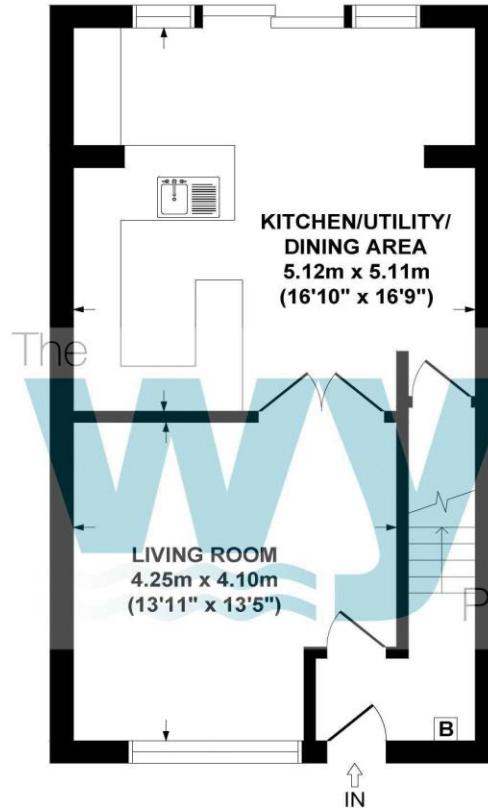 KITCHEN/UTILITY/
DINING AREA
5.12m x 5.11m
(16'10" x 16'9")
The
wy
P
LIVING ROOM
4.25m x 4.10m
(13'11" x 13'5")
B
IN